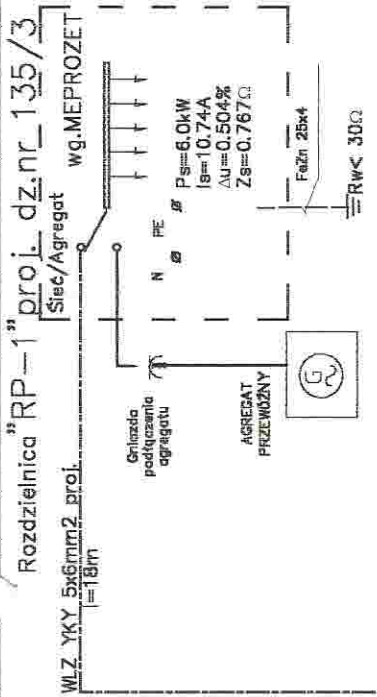 Rozdzielnica "RP-1" proj. dz.nr 135/3
WLZ YKY 5x6mm2 proj.
l=18m
Sieć/Agregat
wg.MEPROZET
N
PE
Ps=6.0kW
Is=10.74A
Δu=0.504%
Zs=0.767Ω
Gniazda
podłączenia
agregatu
AGREGAT
PRZEWOŹNY
G
FeZn 25x4
Rw< 30Ω